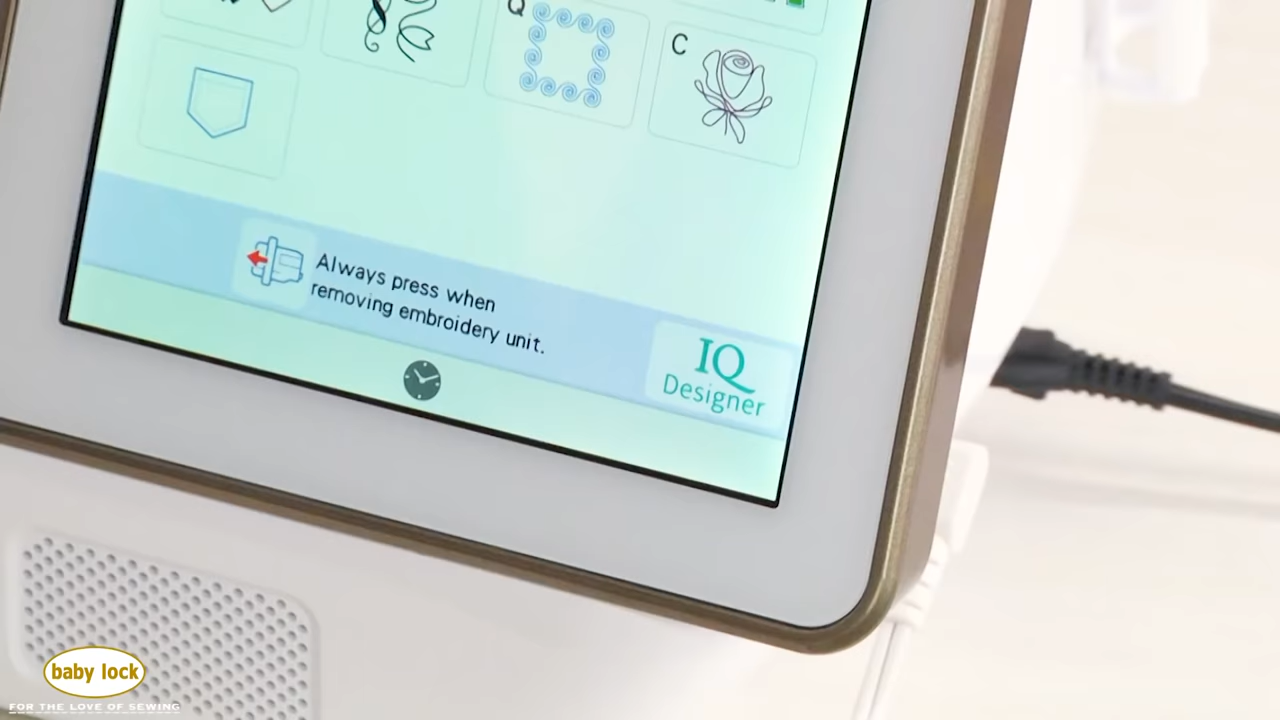 Q
C
Always press when
removing embroidery unit.
IQ
Designer
baby lock
FOR THE LOVE OF SEWING